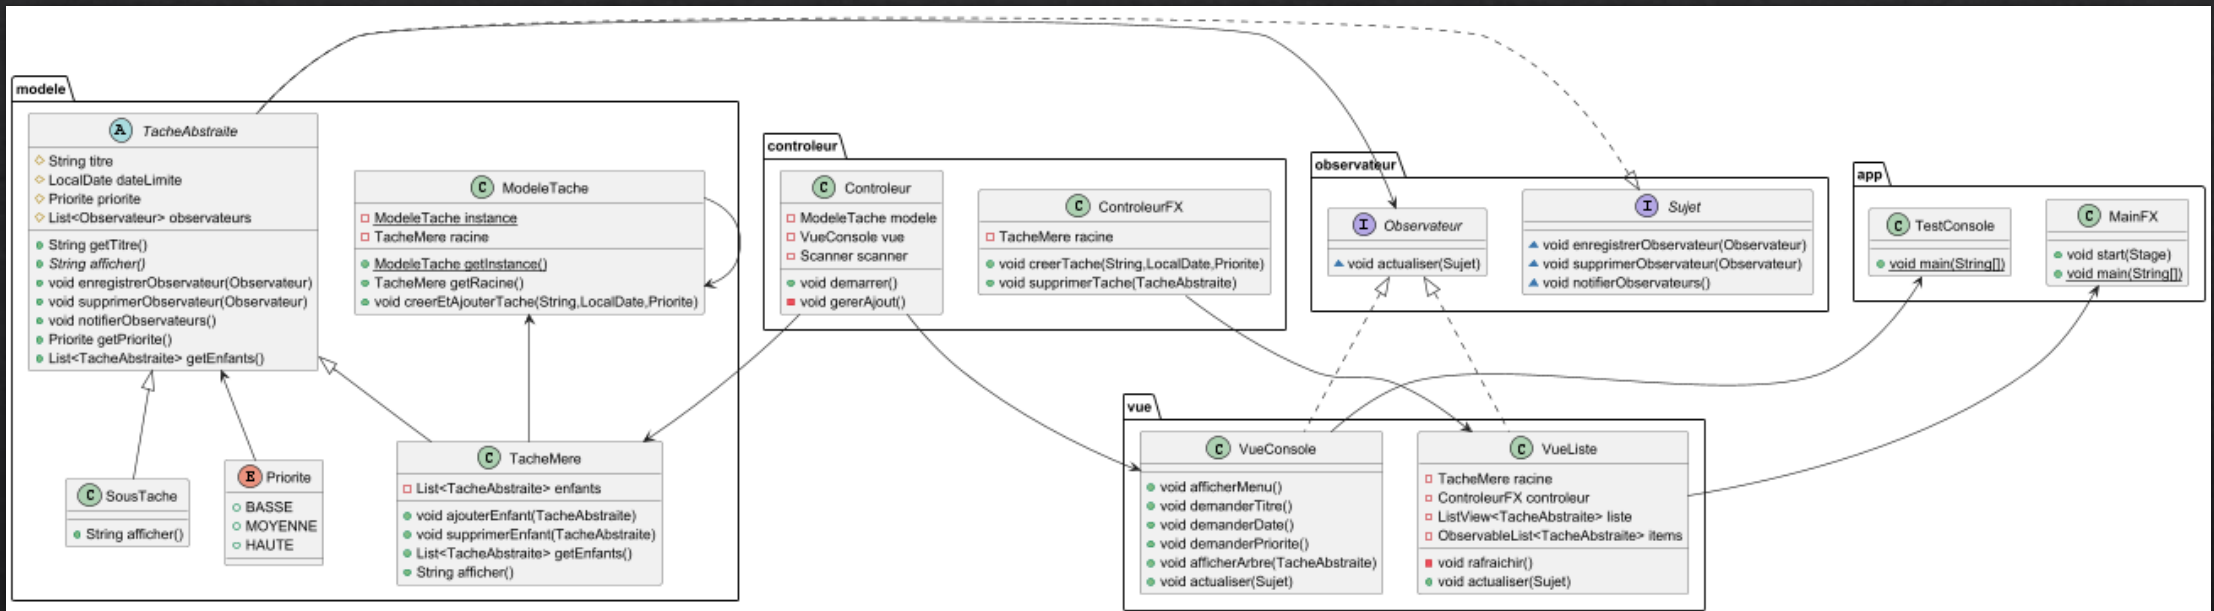 modele
A TacheAbstraite
String titre
LocalDate dateLimite
Priorite priorite
List<Observateur> observateurs
String getTitre()
String afficher()
void enregistrerObservateur(Observateur)
void supprimerObservateur(Observateur)
void notifierObservateurs()
Priorite getPriorite()
List<TacheAbstraite> getEnfants()
C ModeleTache
ModeleTache instance
TacheMere racine
ModeleTache getInstance()
TacheMere getRacine()
void creerEtAjouterTache(String,LocalDate,Priorite)
C SousTache
String afficher()
E Priorite
BASSE
MOYENNE
HAUTE
C TacheMere
List<TacheAbstraite> enfants
void ajouterEnfant(TacheAbstraite)
void supprimerEnfant(TacheAbstraite)
List<TacheAbstraite> getEnfants()
String afficher()
controleur
C Controleur
ModeleTache modele
VueConsole vue
Scanner scanner
void demarrer()
void gererAjout()
C ControleurFX
TacheMere racine
void creerTache(String,LocalDate,Priorite)
void supprimerTache(TacheAbstraite)
observateur
I Observateur
void actualiser(Sujet)
I Sujet
void enregistrerObservateur(Observateur)
void supprimerObservateur(Observateur)
void notifierObservateurs()
app
C TestConsole
void main(String[])
C MainFX
void start(Stage)
void main(String[])
vue
C VueConsole
void afficherMenu()
void demanderTitre()
void demanderDate()
void demanderPriorite()
void afficherArbre(TacheAbstraite)
void actualiser(Sujet)
C VueListe
TacheMere racine
ControleurFX controleur
ListView<TacheAbstraite> liste
ObservableList<TacheAbstraite> items
void rafraichir()
void actualiser(Sujet)